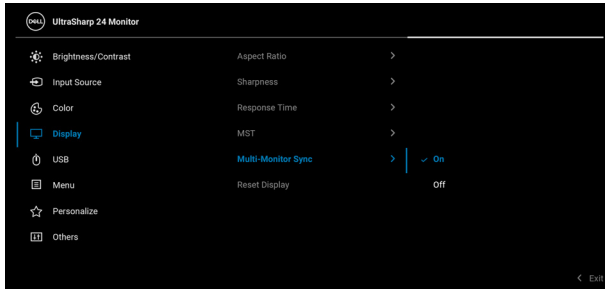 DELL UltraSharp 24 Monitor
Brightness/Contrast Aspect Ratio
Input Source Sharpness
Color Response Time
Display MST
USB Multi-Monitor Sync On
Menu Reset Display Off
Personalize
Others
Exit